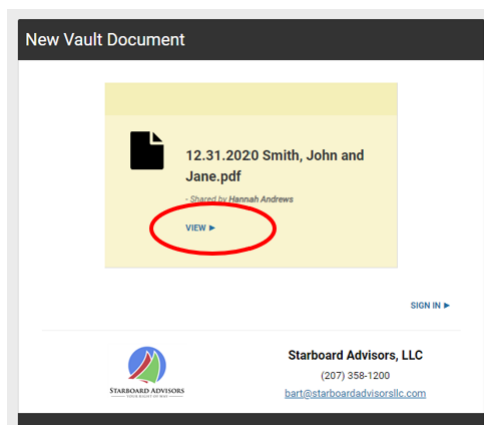 New Vault Document
12.31.2020 Smith, John and
Jane.pdf
- Shared by Hannah Andrews
VIEW ►
SIGN IN ►
STARBOARD ADVISORS
Starboard Advisors, LLC
(207) 358-1200
bart@starboardadvisorsllc.com